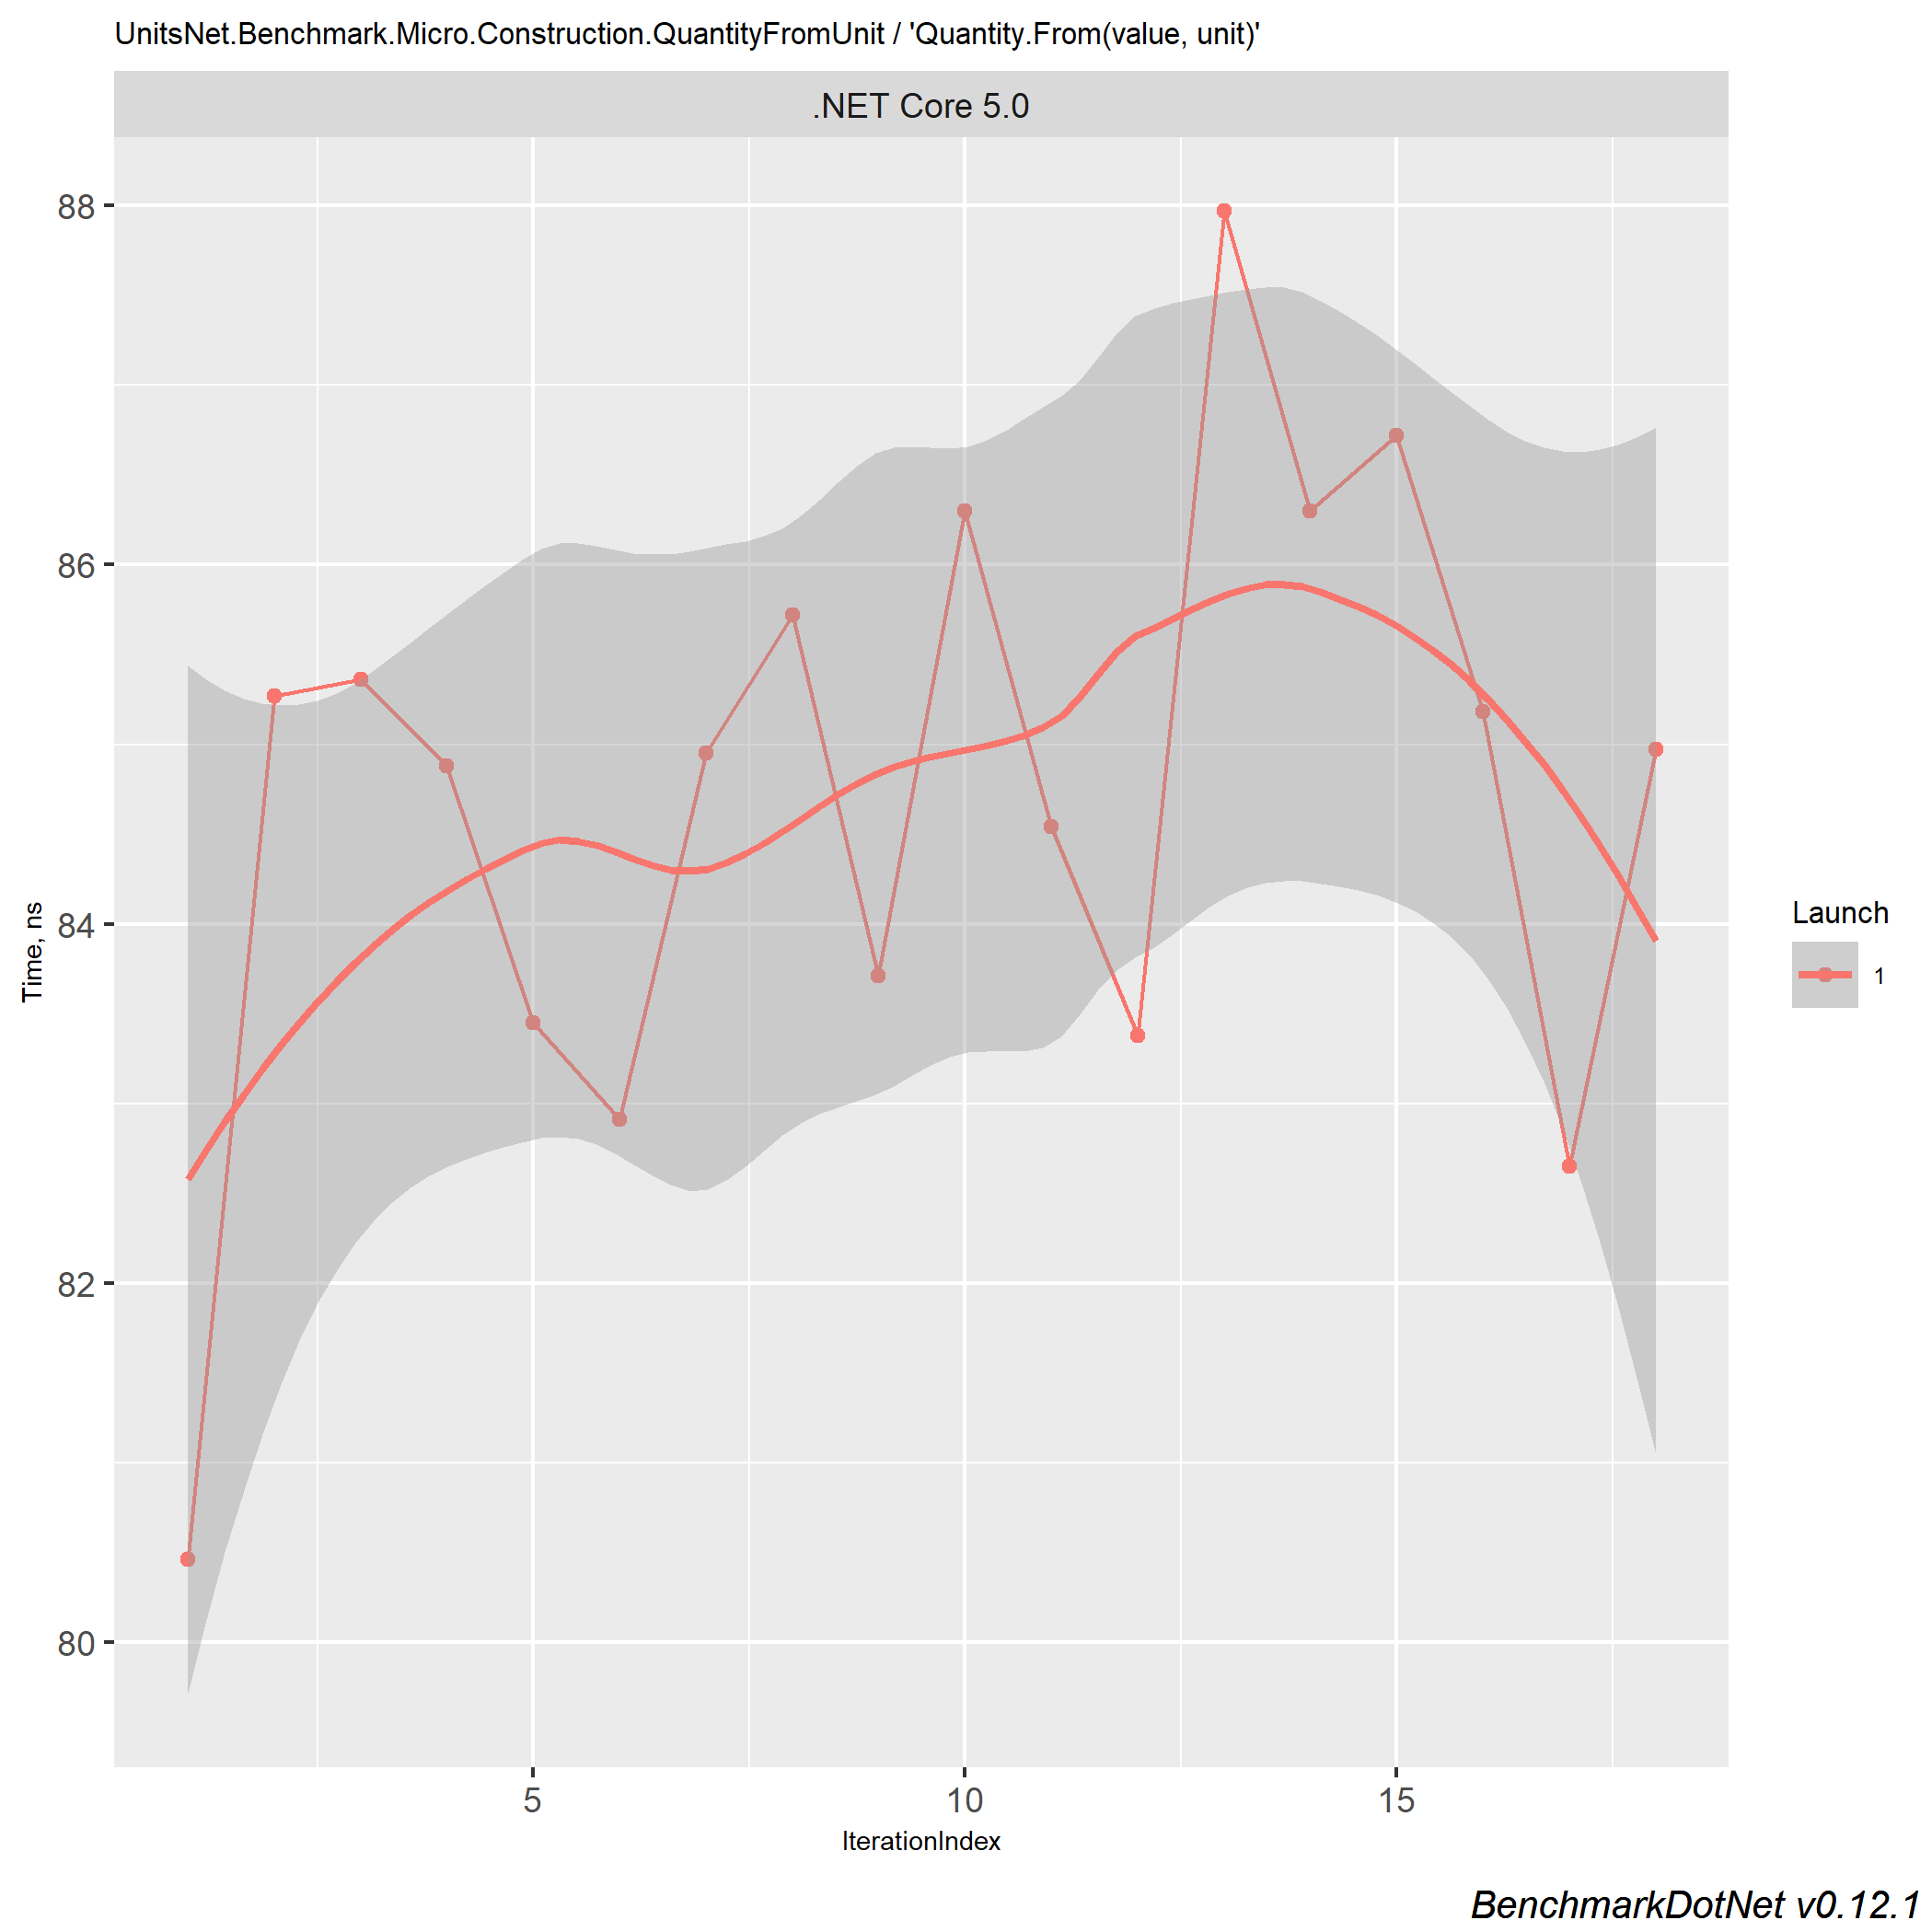 UnitsNet.Benchmark.Micro.Construction.QuantityFromUnit / 'Quantity.From(value, unit)'
.NET Core 5.0
88
86
84
82
80
Time, ns
5 10 15
IterationIndex
Launch
1
BenchmarkDotNet v0.12.1